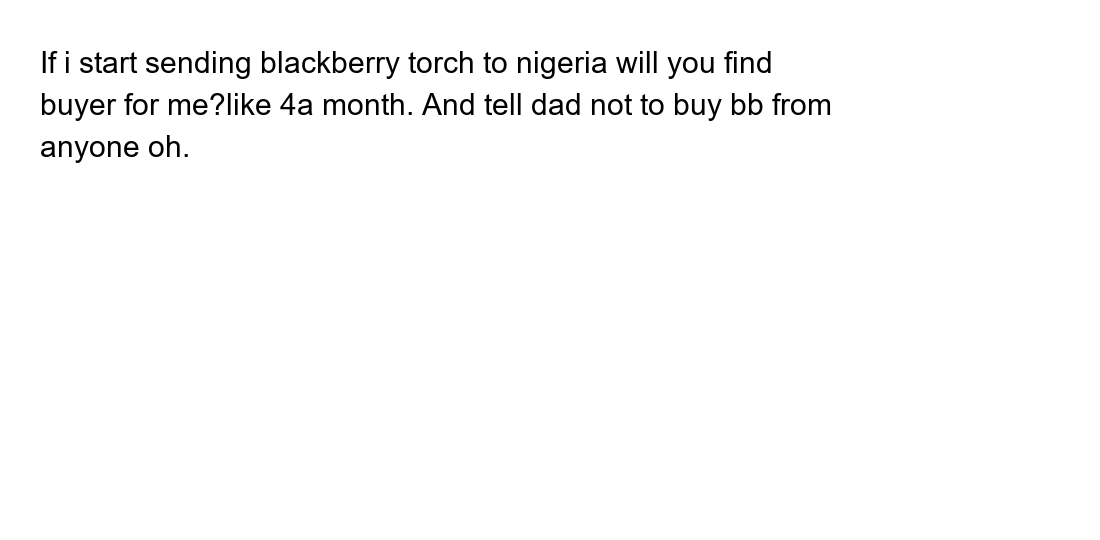 If i start sending blackberry torch to nigeria will you find
buyer for me?like 4a month. And tell dad not to buy bb from
anyone oh.